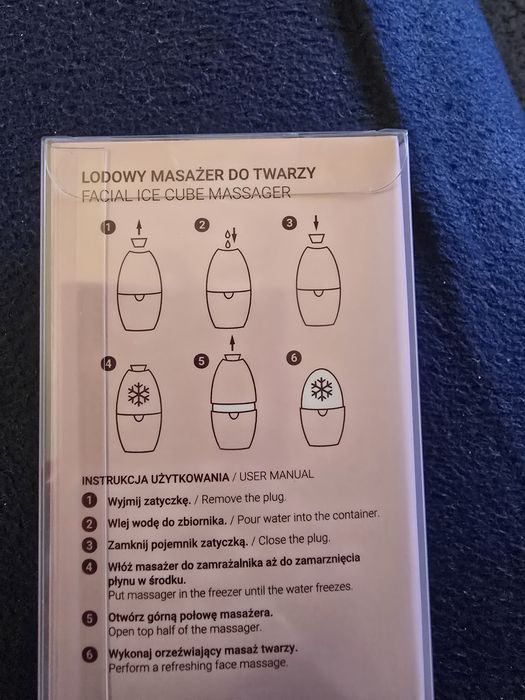 LODOWY MASAŻER DO TWARZY
FACIAL ICE CUBE MASSAGER
1
2
3
4
5
6
INSTRUKCJA UŻYTKOWANIA / USER MANUAL
1 Wyjmij zatyczkę. / Remove the plug.
2 Wlej wodę do zbiornika. / Pour water into the container.
3 Zamknij pojemnik zatyczką. / Close the plug.
4 Włóż masażer do zamrażalnika aż do zamarznięcia
płynu w środku.
Put massager in the freezer until the water freezes.
5 Otwórz górną połowę masażera.
Open top half of the massager.
6 Wykonaj orzeźwiający masaż twarzy.
Perform a refreshing face massage.